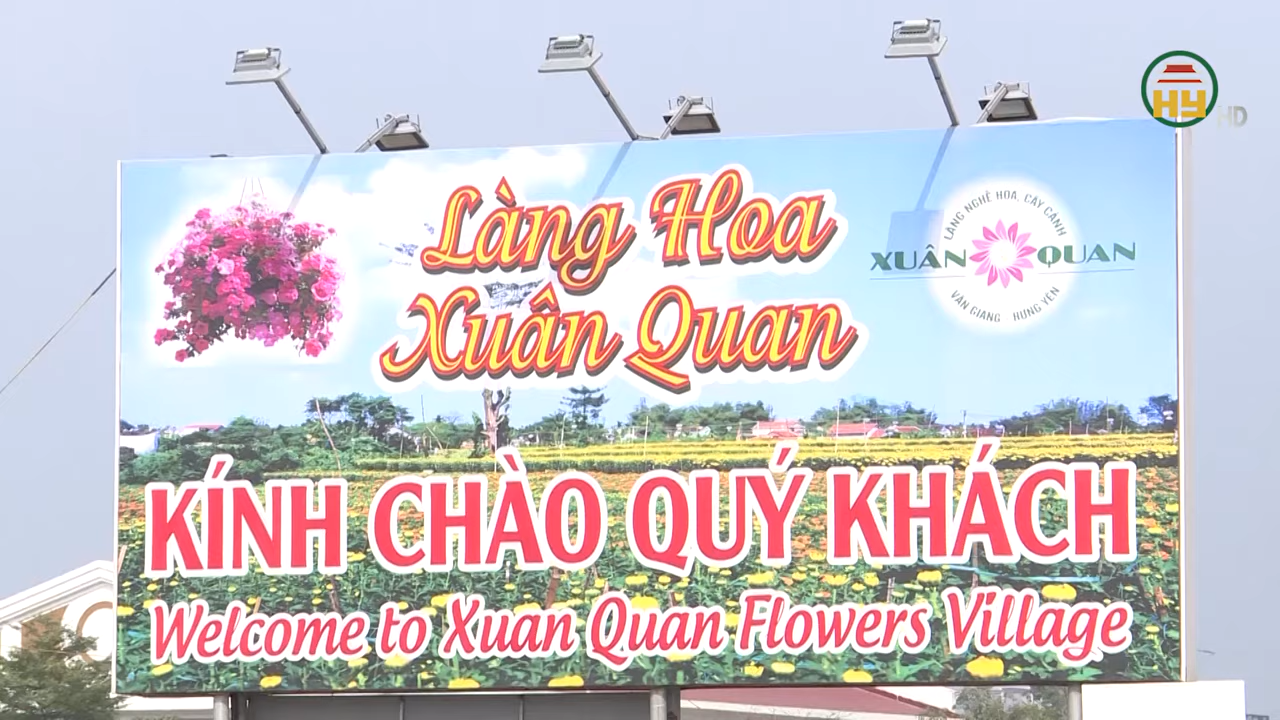 HY HD
Làng Hoa
Xuân Quan
LÀNG NGHỀ HOA, CÂY CẢNH
XUÂN QUAN
VĂN GIANG HƯNG YÊN
KÍNH CHÀO QUÝ KHÁCH
Welcome to Xuan Quan Flowers Village